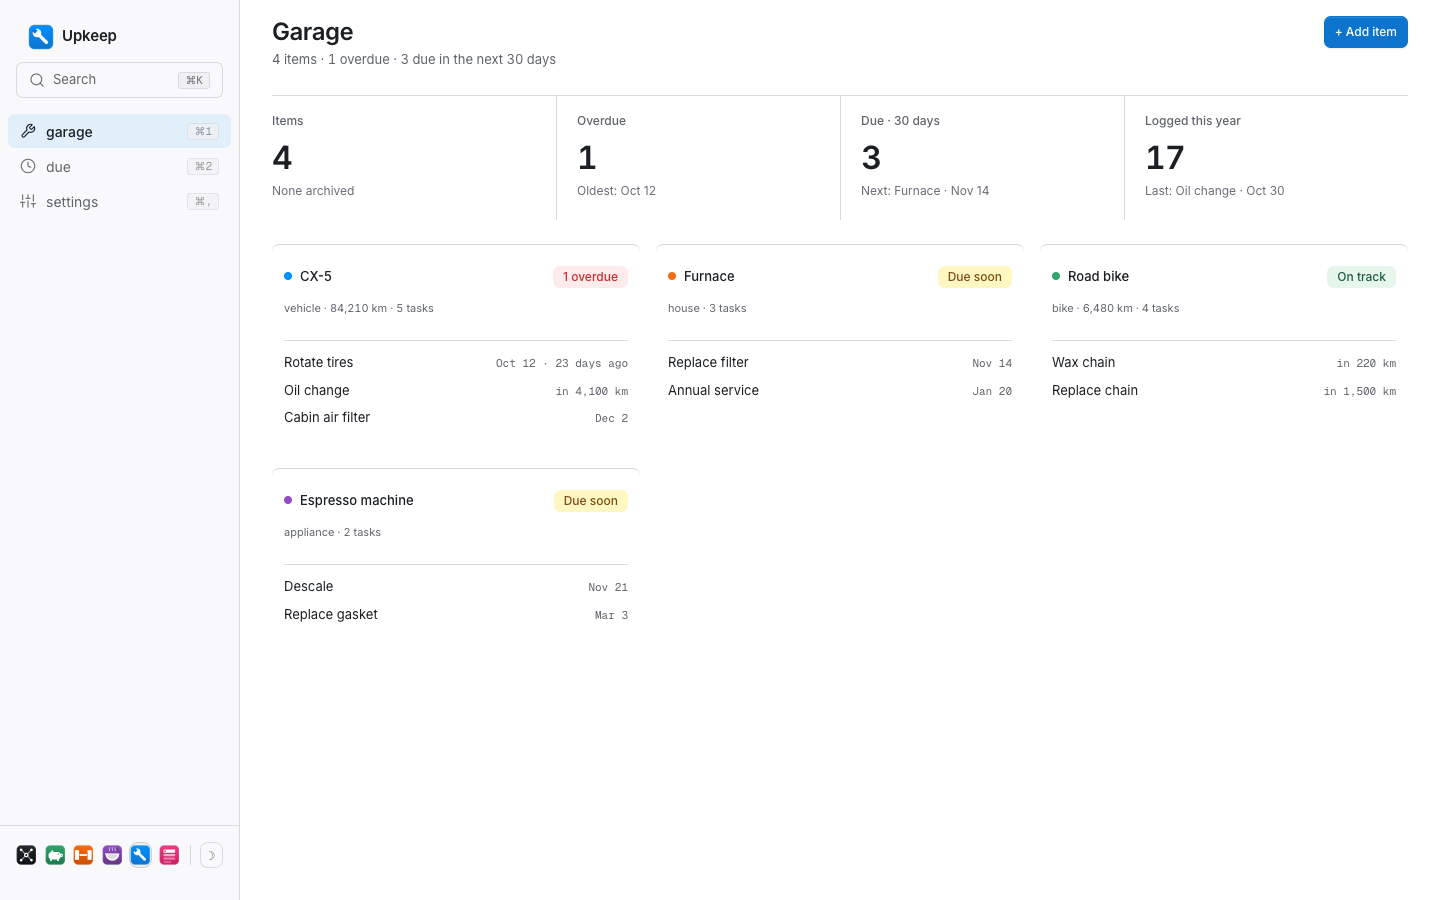 Upkeep
Search ⌘K
garage ⌘1
due ⌘2
settings ⌘,
Garage
4 items · 1 overdue · 3 due in the next 30 days
+ Add item
Items
4
None archived
Overdue
1
Oldest: Oct 12
Due · 30 days
3
Next: Furnace · Nov 14
Logged this year
17
Last: Oil change · Oct 30
CX-5 1 overdue
vehicle · 84,210 km · 5 tasks
Rotate tires Oct 12 · 23 days ago
Oil change in 4,100 km
Cabin air filter Dec 2
Furnace Due soon
house · 3 tasks
Replace filter Nov 14
Annual service Jan 20
Road bike On track
bike · 6,480 km · 4 tasks
Wax chain in 220 km
Replace chain in 1,500 km
Espresso machine Due soon
appliance · 2 tasks
Descale Nov 21
Replace gasket Mar 3